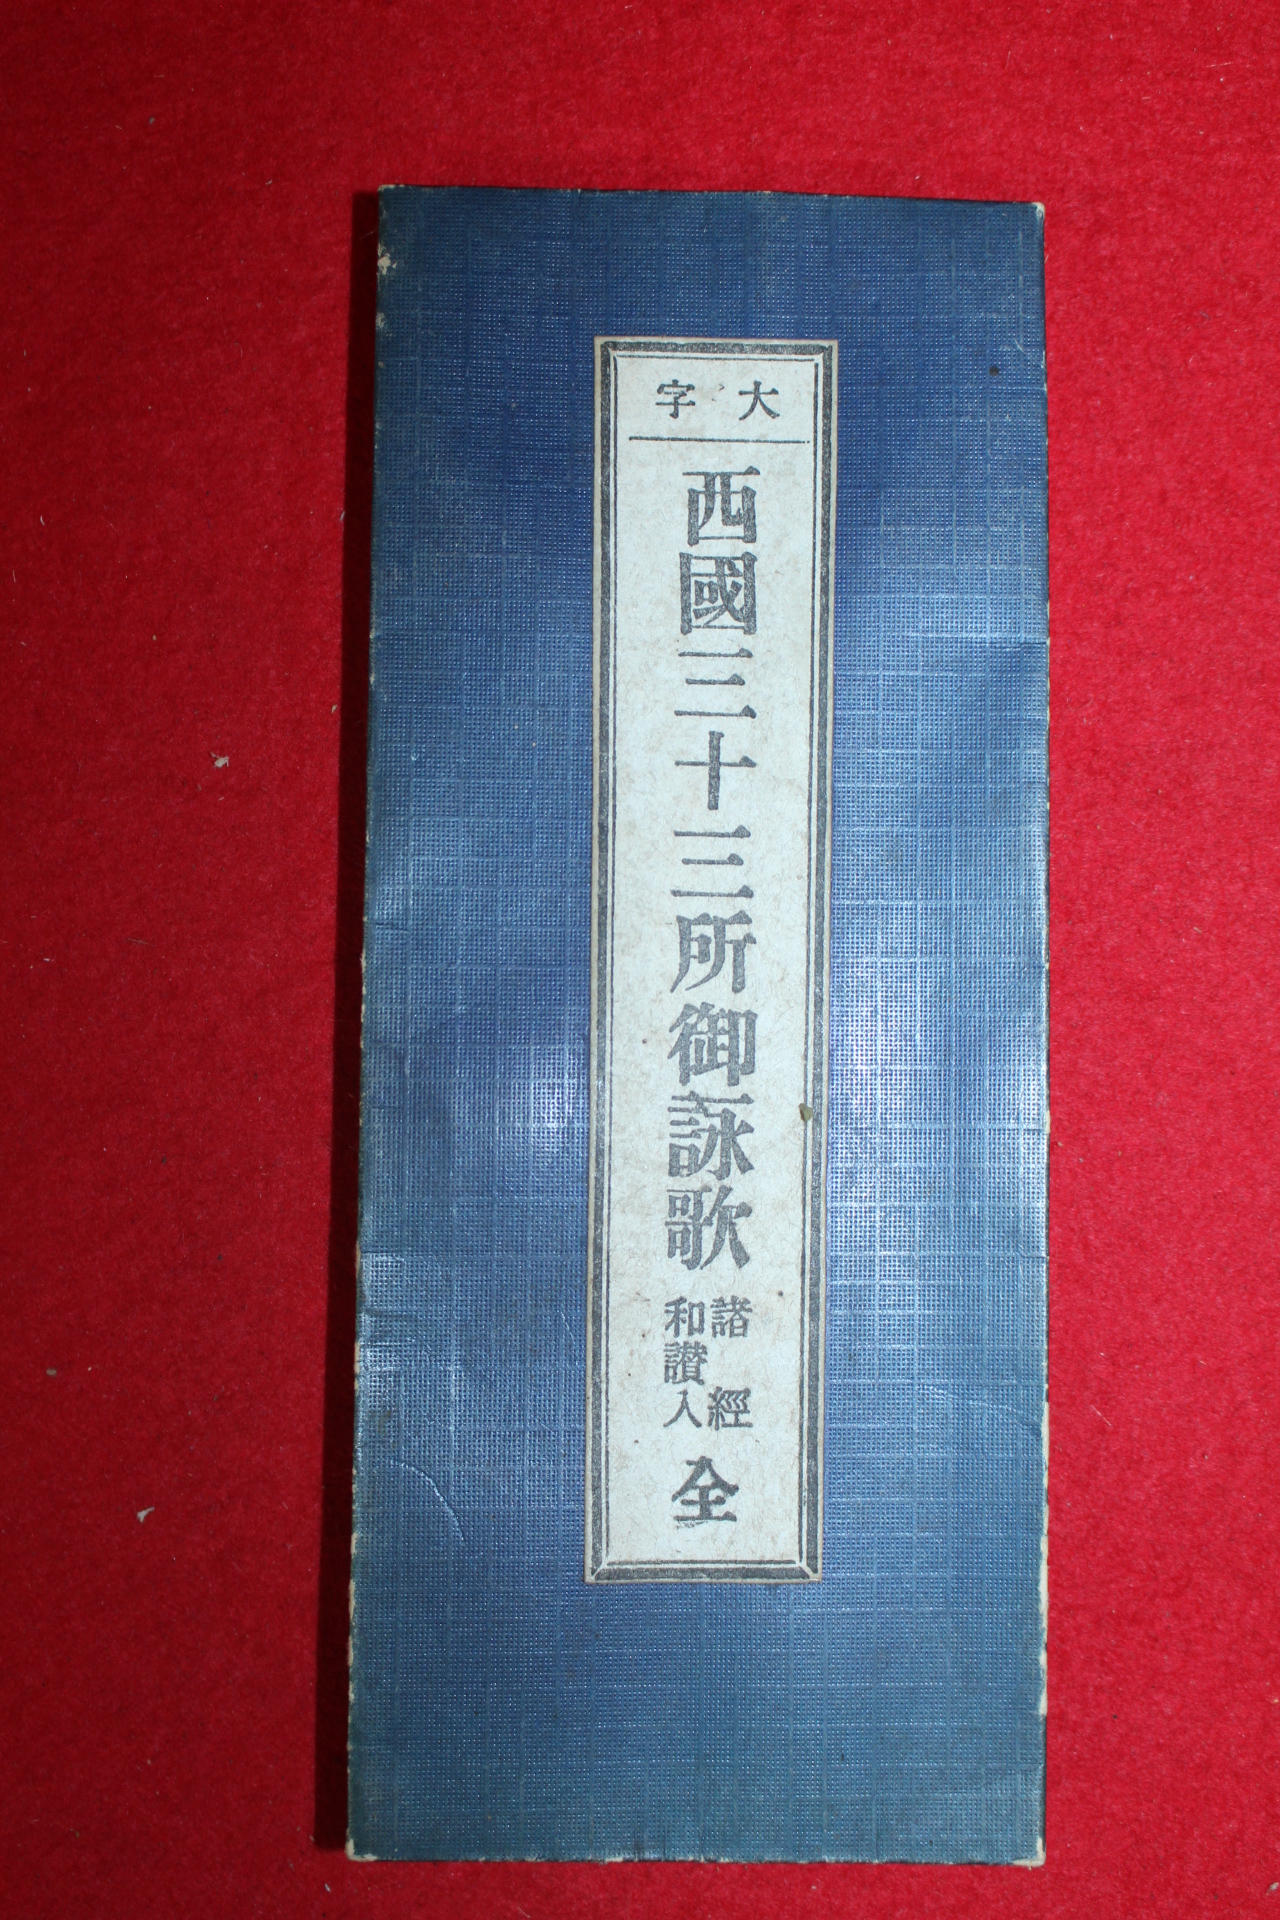 大字
西國三十三所御詠歌
諸經
和讃入
全